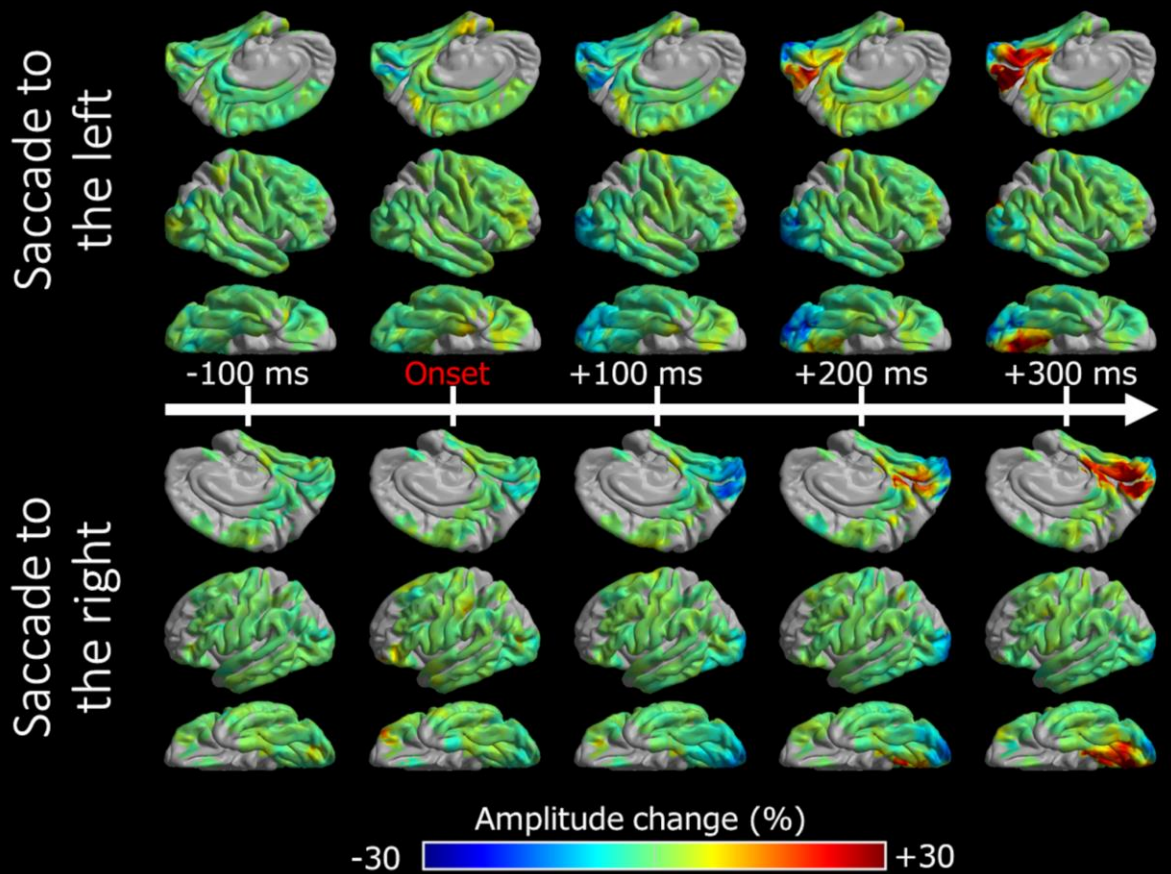 Saccade to
the left
-100 ms
Onset
+100 ms
+200 ms
+300 ms
Saccade to
the right
Amplitude change (%)
-30
+30